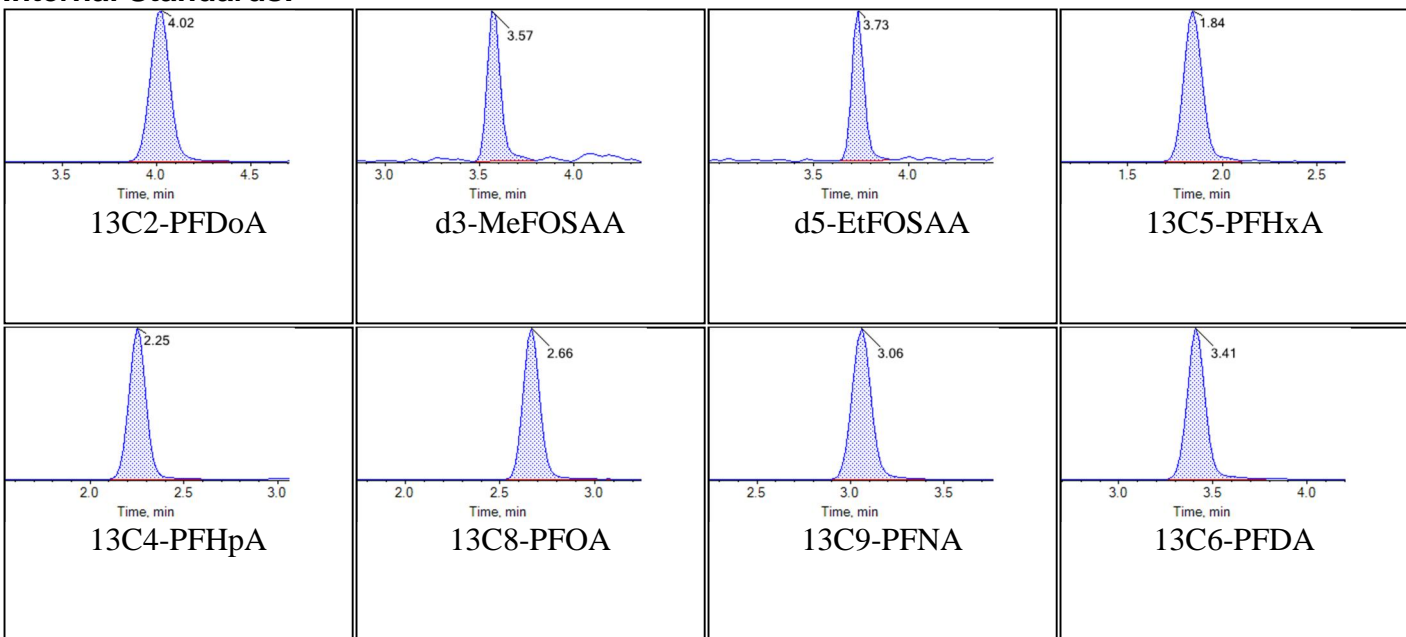 Internal Standards:
4.02
3.57
3.73
1.84
3.5 4.0 4.5
3.0 3.5 4.0
3.5 4.0
1.5 2.0 2.5
Time, min
Time, min
Time, min
Time, min
13C2-PFDoA
d3-MeFOSAA
d5-EtFOSAA
13C5-PFHxA
2.25
2.66
3.06
3.41
2.0 2.5 3.0
2.0 2.5 3.0
2.5 3.0 3.5
3.0 3.5 4.0
Time, min
Time, min
Time, min
Time, min
13C4-PFHpA
13C8-PFOA
13C9-PFNA
13C6-PFDA